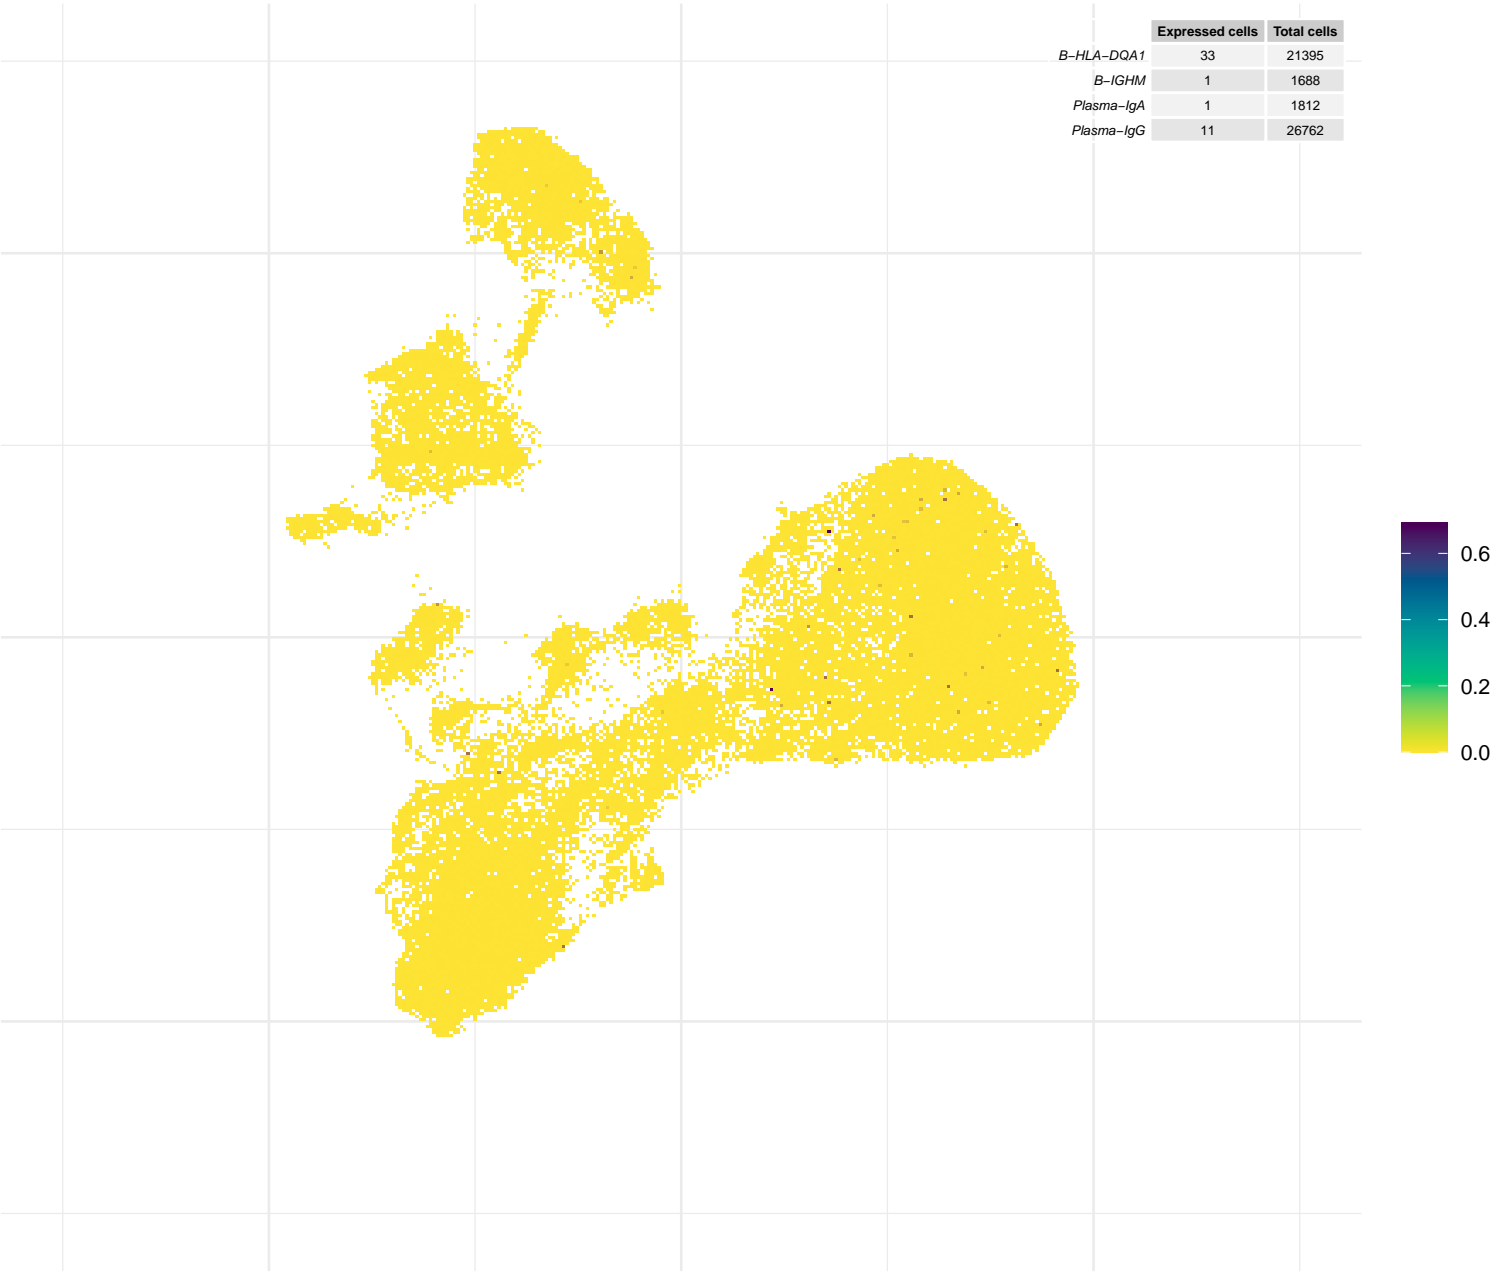 Expressed cells Total cells
B−HLA−DQA1 33 21395
B−IGHM 1 1688
Plasma−IgA 1 1812
Plasma−IgG 11 26762
0.6
0.4
0.2
0.0